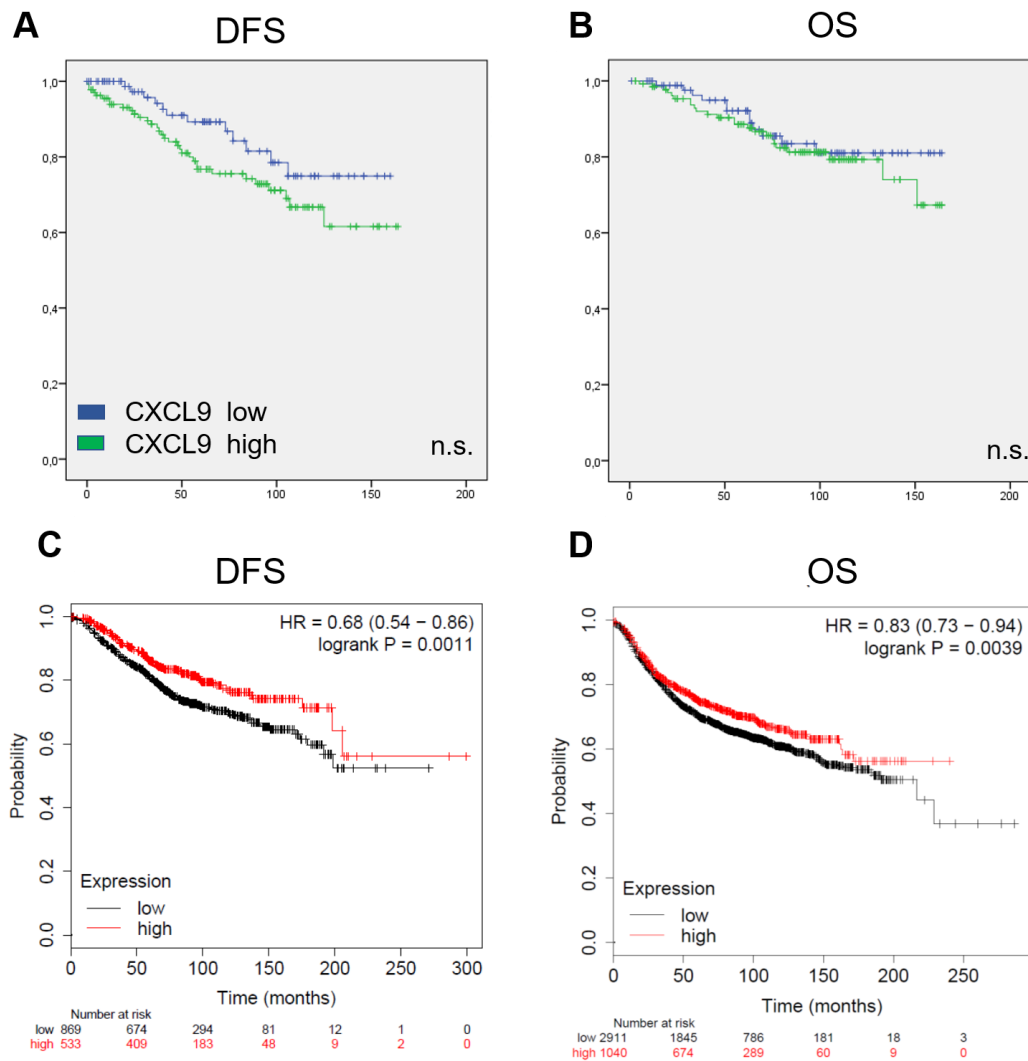 A
DFS
1,0
0,8
0,6
0,4
0,2
0,0
CXCL9 low
CXCL9 high
n.s.
0 50 100 150 200
B
OS
1,0
0,8
0,6
0,4
0,2
0,0
n.s.
0 50 100 150 200
C
DFS
HR = 0.68 (0.54 − 0.86)
logrank P = 0.0011
Probability
1.0
0.8
0.6
0.4
0.2
0.0
Expression
low
high
0 50 100 150 200 250 300
Time (months)
Number at risk
low 869 674 294 81 12 1 0
high 533 409 183 48 9 2 0
D
OS
HR = 0.83 (0.73 − 0.94)
logrank P = 0.0039
Probability
1.0
0.8
0.6
0.4
0.2
0.0
Expression
low
high
0 50 100 150 200 250
Time (months)
Number at risk
low 2911 1845 786 181 18 3
high 1040 674 289 60 9 0